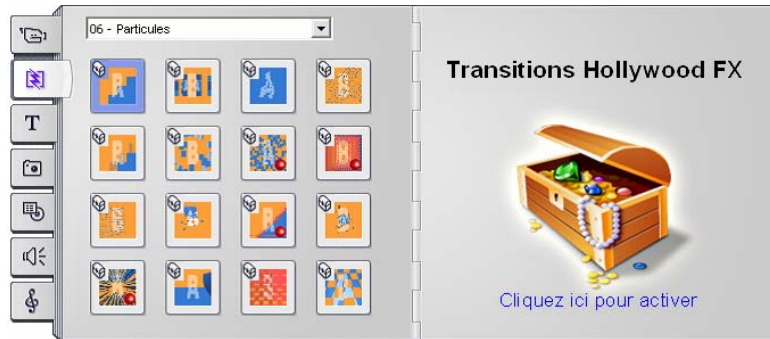 06 - Particules
Transitions Hollywood FX
T
Cliquez ici pour activer